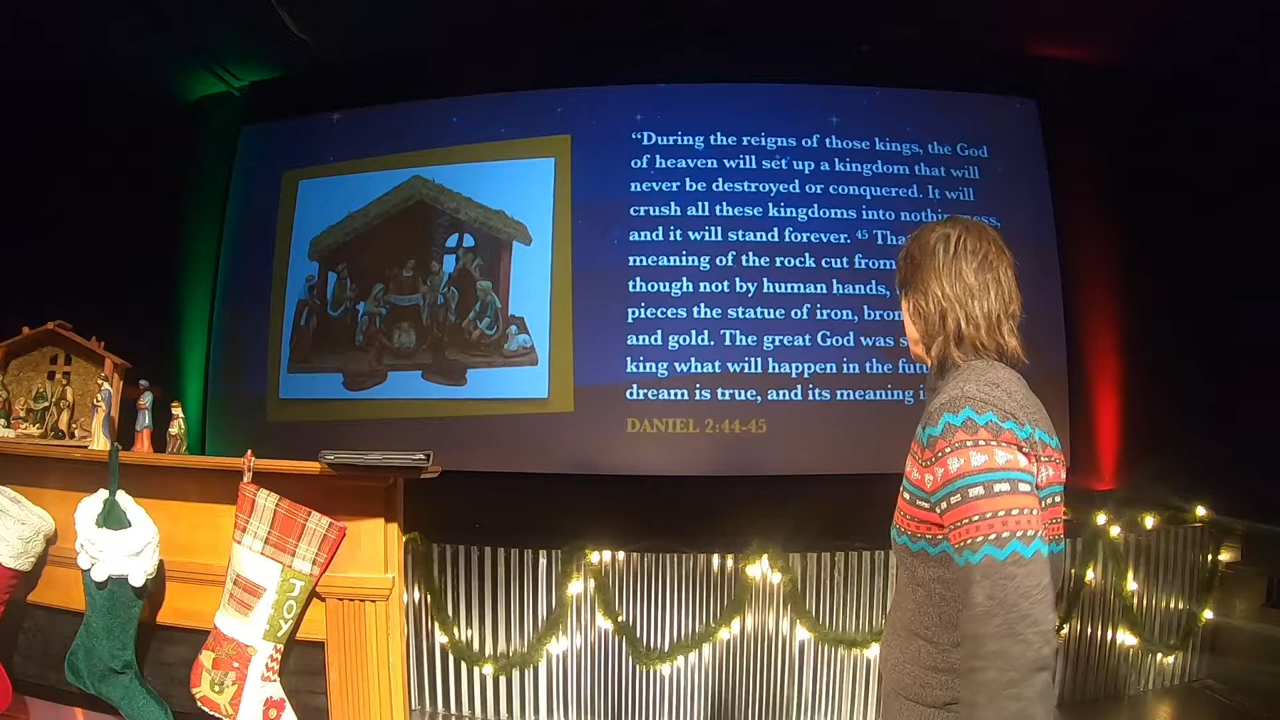 “During the reigns of those kings, the God
of heaven will set up a kingdom that will
never be destroyed or conquered. It will
crush all these kingdoms into
and it will stand forever. 45
meaning of the rock cut from
though not by human hands,
pieces the statue of iron,
and gold. The great God was
king what will happen in the
dream is true, and its meaning
DANIEL 2:44-45
JOY